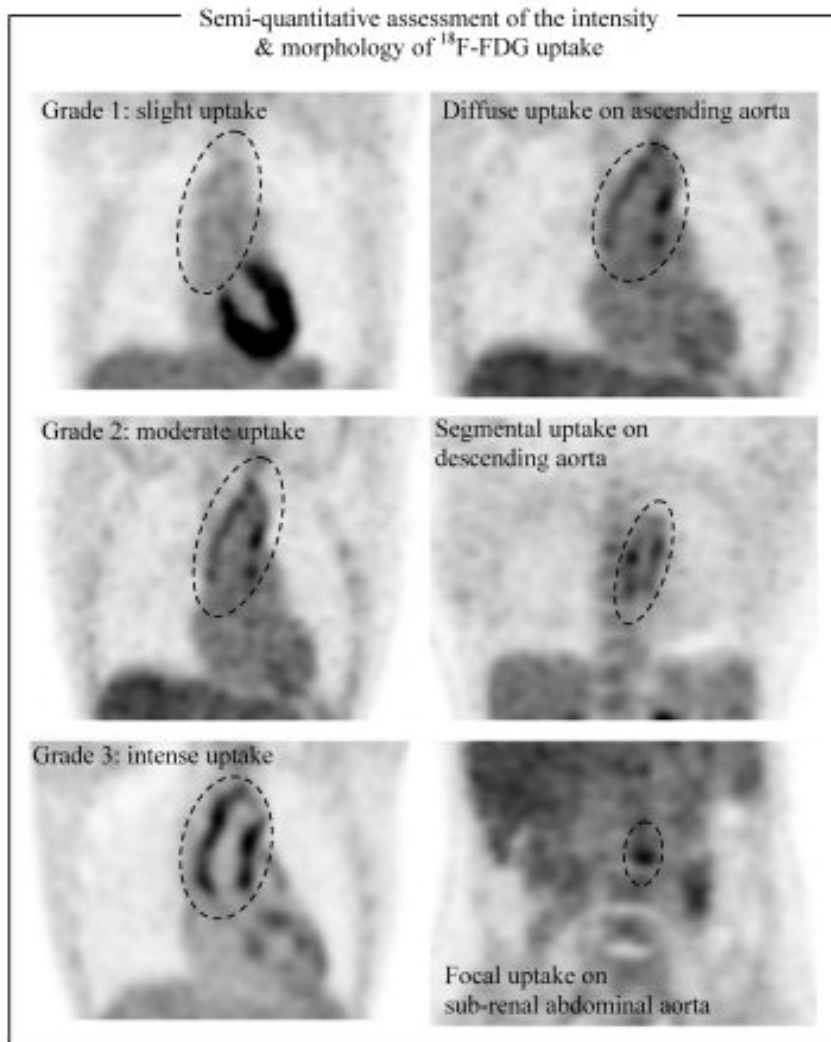 Semi-quantitative assessment of the intensity
& morphology of ¹⁸F-FDG uptake
Grade 1: slight uptake
Diffuse uptake on ascending aorta
Grade 2: moderate uptake
Segmental uptake on
descending aorta
Grade 3: intense uptake
Focal uptake on
sub-renal abdominal aorta